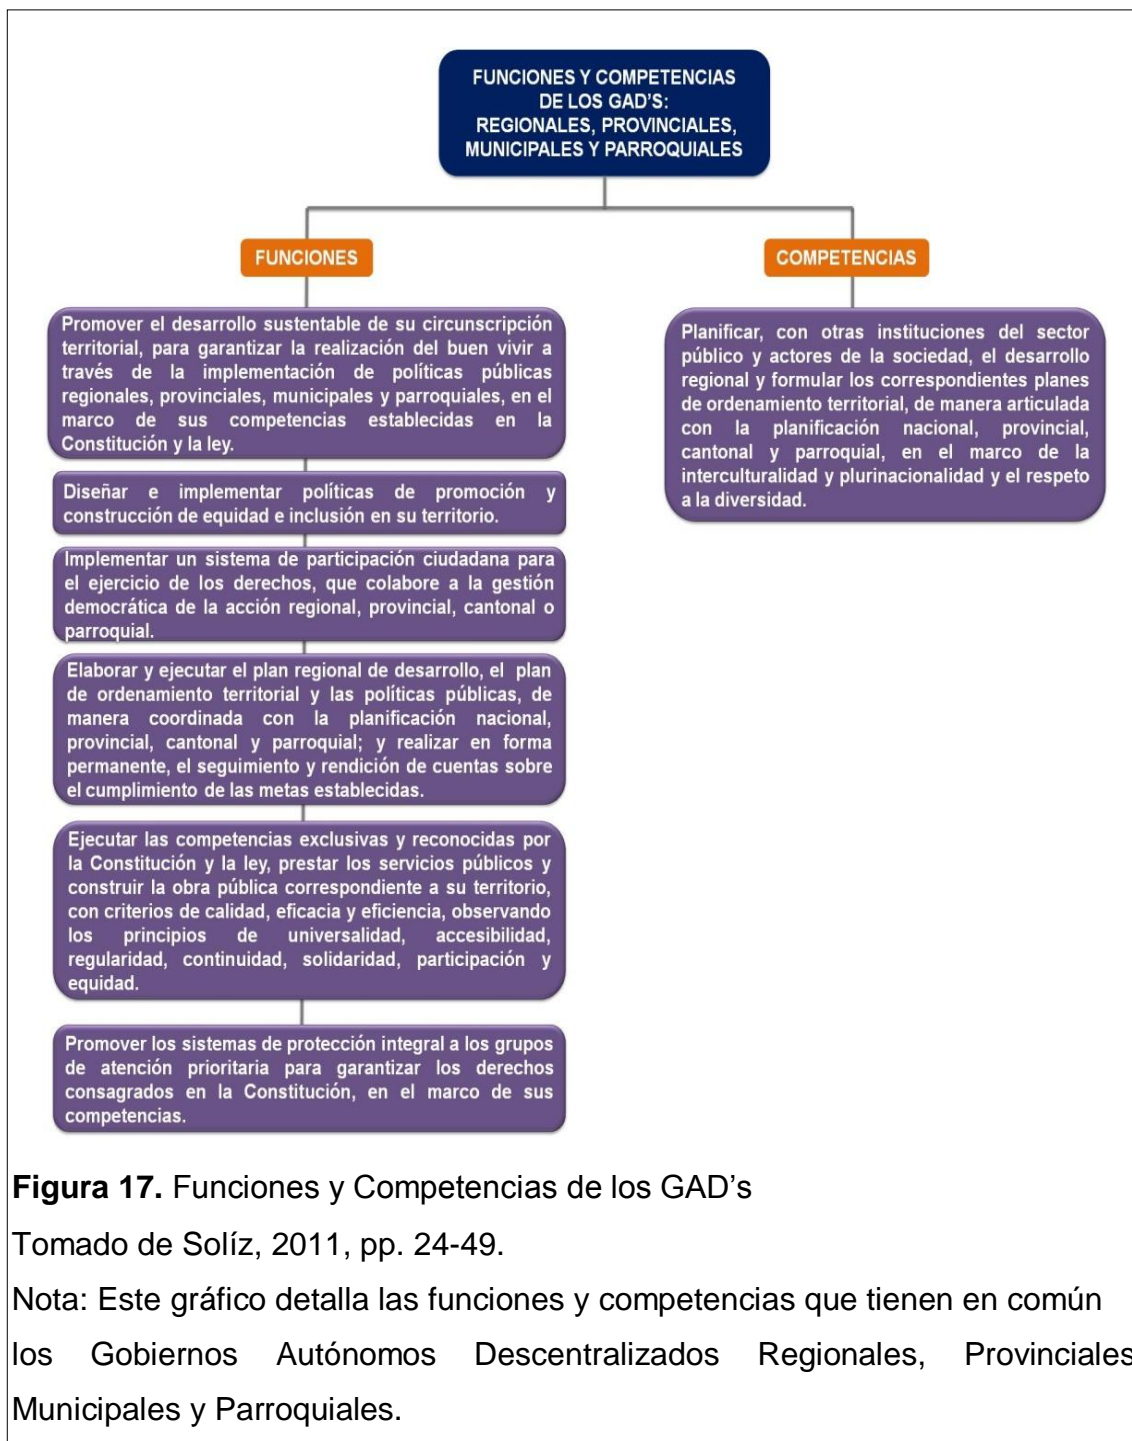 FUNCIONES Y COMPETENCIAS
DE LOS GAD'S:
REGIONALES, PROVINCIALES,
MUNICIPALES Y PARROQUIALES
FUNCIONES
Promover el desarrollo sustentable de su circunscripción
territorial, para garantizar la realización del buen vivir a
través de la implementación de políticas públicas
regionales, provinciales, municipales y parroquiales, en el
marco de sus competencias establecidas en la
Constitución y la ley.
Diseñar e implementar políticas de promoción y
construcción de equidad e inclusión en su territorio.
Implementar un sistema de participación ciudadana para
el ejercicio de los derechos, que colabore a la gestión
democrática de la acción regional, provincial, cantonal o
parroquial.
Elaborar y ejecutar el plan regional de desarrollo, el plan
de ordenamiento territorial y las políticas públicas, de
manera coordinada con la planificación nacional,
provincial, cantonal y parroquial; y realizar en forma
permanente, el seguimiento y rendición de cuentas sobre
el cumplimiento de las metas establecidas.
Ejecutar las competencias exclusivas y reconocidas por
la Constitución y la ley, prestar los servicios públicos y
construir la obra pública correspondiente a su territorio,
con criterios de calidad, eficacia y eficiencia, observando
los principios de universalidad, accesibilidad,
regularidad, continuidad, solidaridad, participación y
equidad.
Promover los sistemas de protección integral a los grupos
de atención prioritaria para garantizar los derechos
consagrados en la Constitución, en el marco de sus
competencias.
COMPETENCIAS
Planificar, con otras instituciones del sector
público y actores de la sociedad, el desarrollo
regional y formular los correspondientes planes
de ordenamiento territorial, de manera articulada
con la planificación nacional, provincial,
cantonal y parroquial, en el marco de la
interculturalidad y plurinacionalidad y el respeto
a la diversidad.
Figura 17. Funciones y Competencias de los GAD's
Tomado de Solíz, 2011, pp. 24-49.
Nota: Este gráfico detalla las funciones y competencias que tienen en común
los Gobiernos Autónomos Descentralizados Regionales, Provinciales
Municipales y Parroquiales.